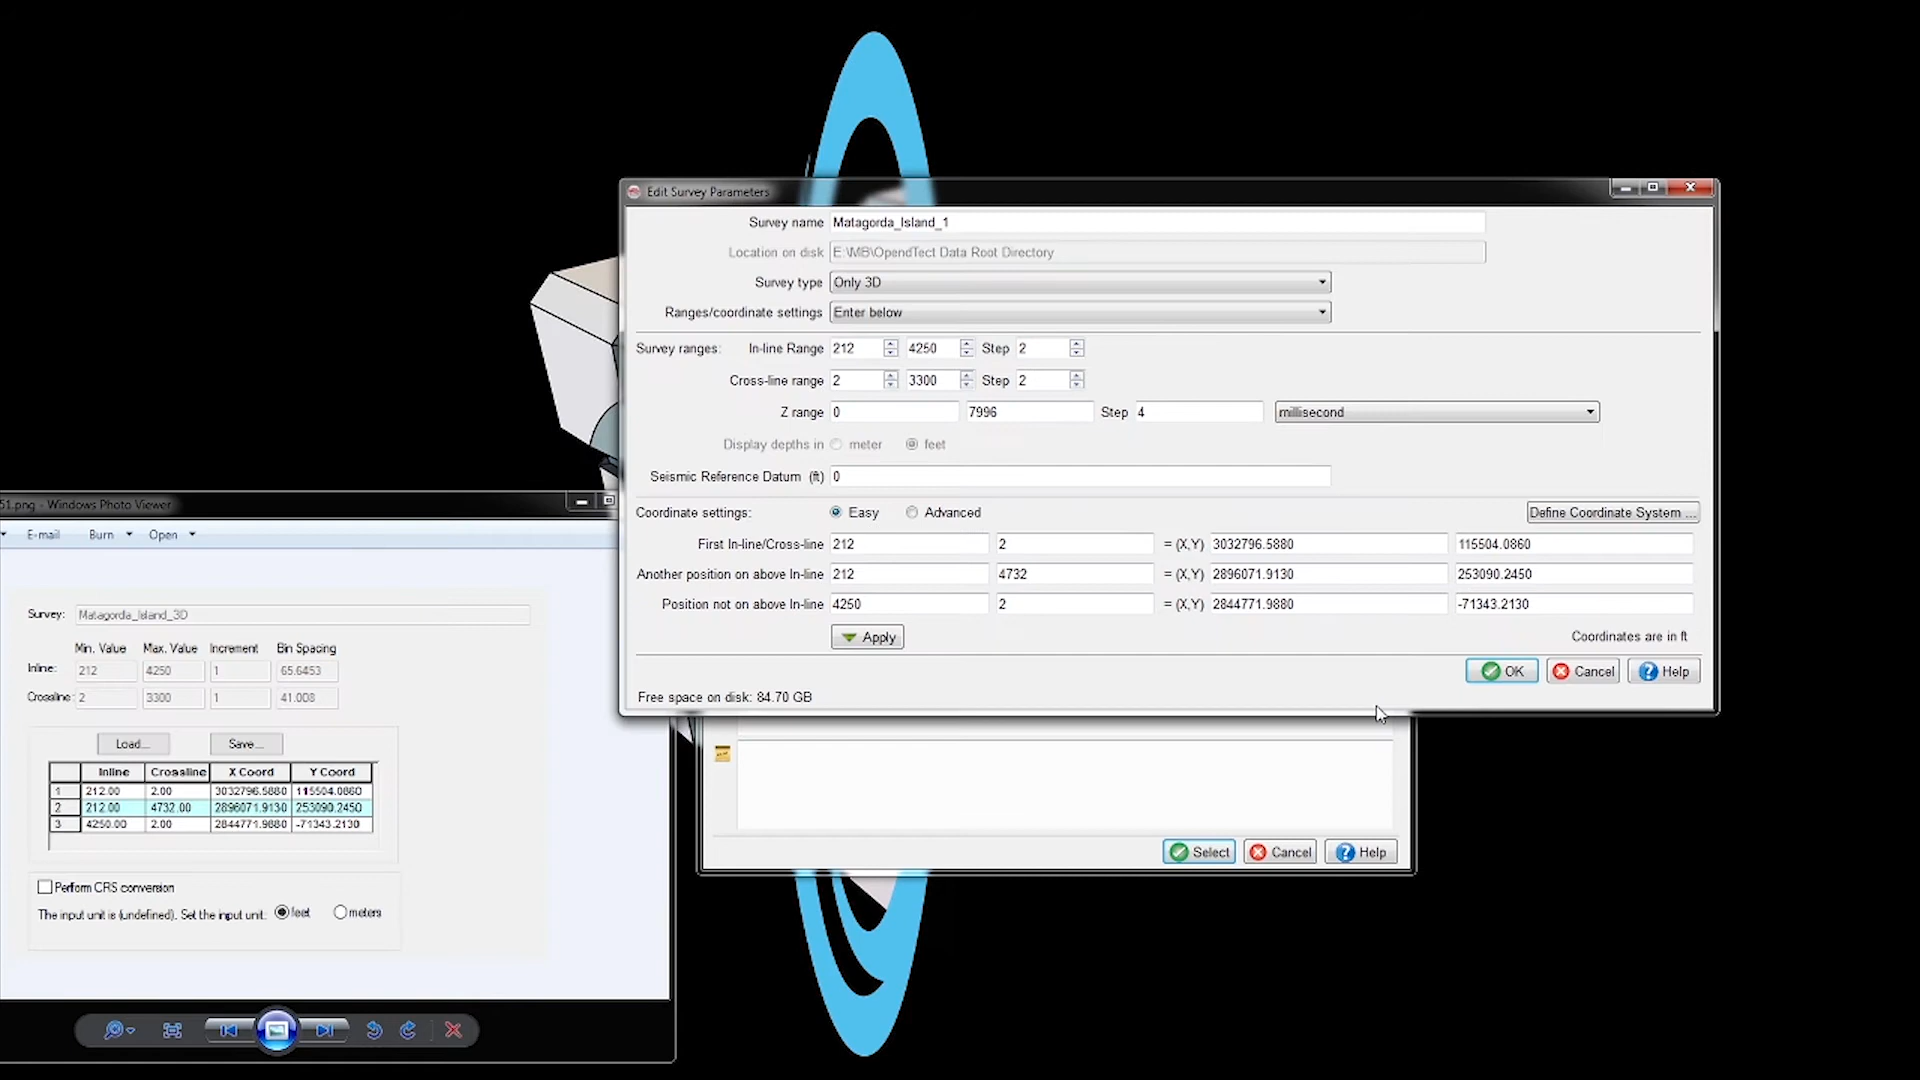 Edit Survey Parameters
Survey name Matagorda_Island_1
Location on disk E:\MB\OpendTect Data Root Directory
Survey type Only 3D
Ranges/coordinate settings Enter below
Survey ranges: In-line Range 212 4250 Step 2
Cross-line range 2 3300 Step 2
Z range 0 7996 Step 4 millisecond
Display depths in meter feet
Seismic Reference Datum (ft) 0
Coordinate settings: Easy Advanced Define Coordinate System ...
First In-line/Cross-line 212 2 = (X,Y) 3032796.5880 115504.0860
Another position on above In-line 212 4732 = (X,Y) 2896071.9130 253090.2450
Position not on above In-line 4250 2 = (X,Y) 2844771.9880 -71343.2130
Apply Coordinates are in ft
OK Cancel Help
Free space on disk: 84.70 GB
Select Cancel Help
51.png - Windows Photo Viewer
E-mail Burn Open
Survey: Matagorda_Island_3D
Min. Value Max. Value Increment Bin Spacing
Inline: 212 4250 1 65.6453
Crossline: 2 3300 1 41.008
Load... Save...
Inline Crossline X Coord Y Coord
1 212.00 2.00 3032796.5880 115504.0860
2 212.00 4732.00 2896071.9130 253090.2450
3 4250.00 2.00 2844771.9880 -71343.2130
Perform CRS conversion
The input unit is (undefined). Set the input unit: feet meters